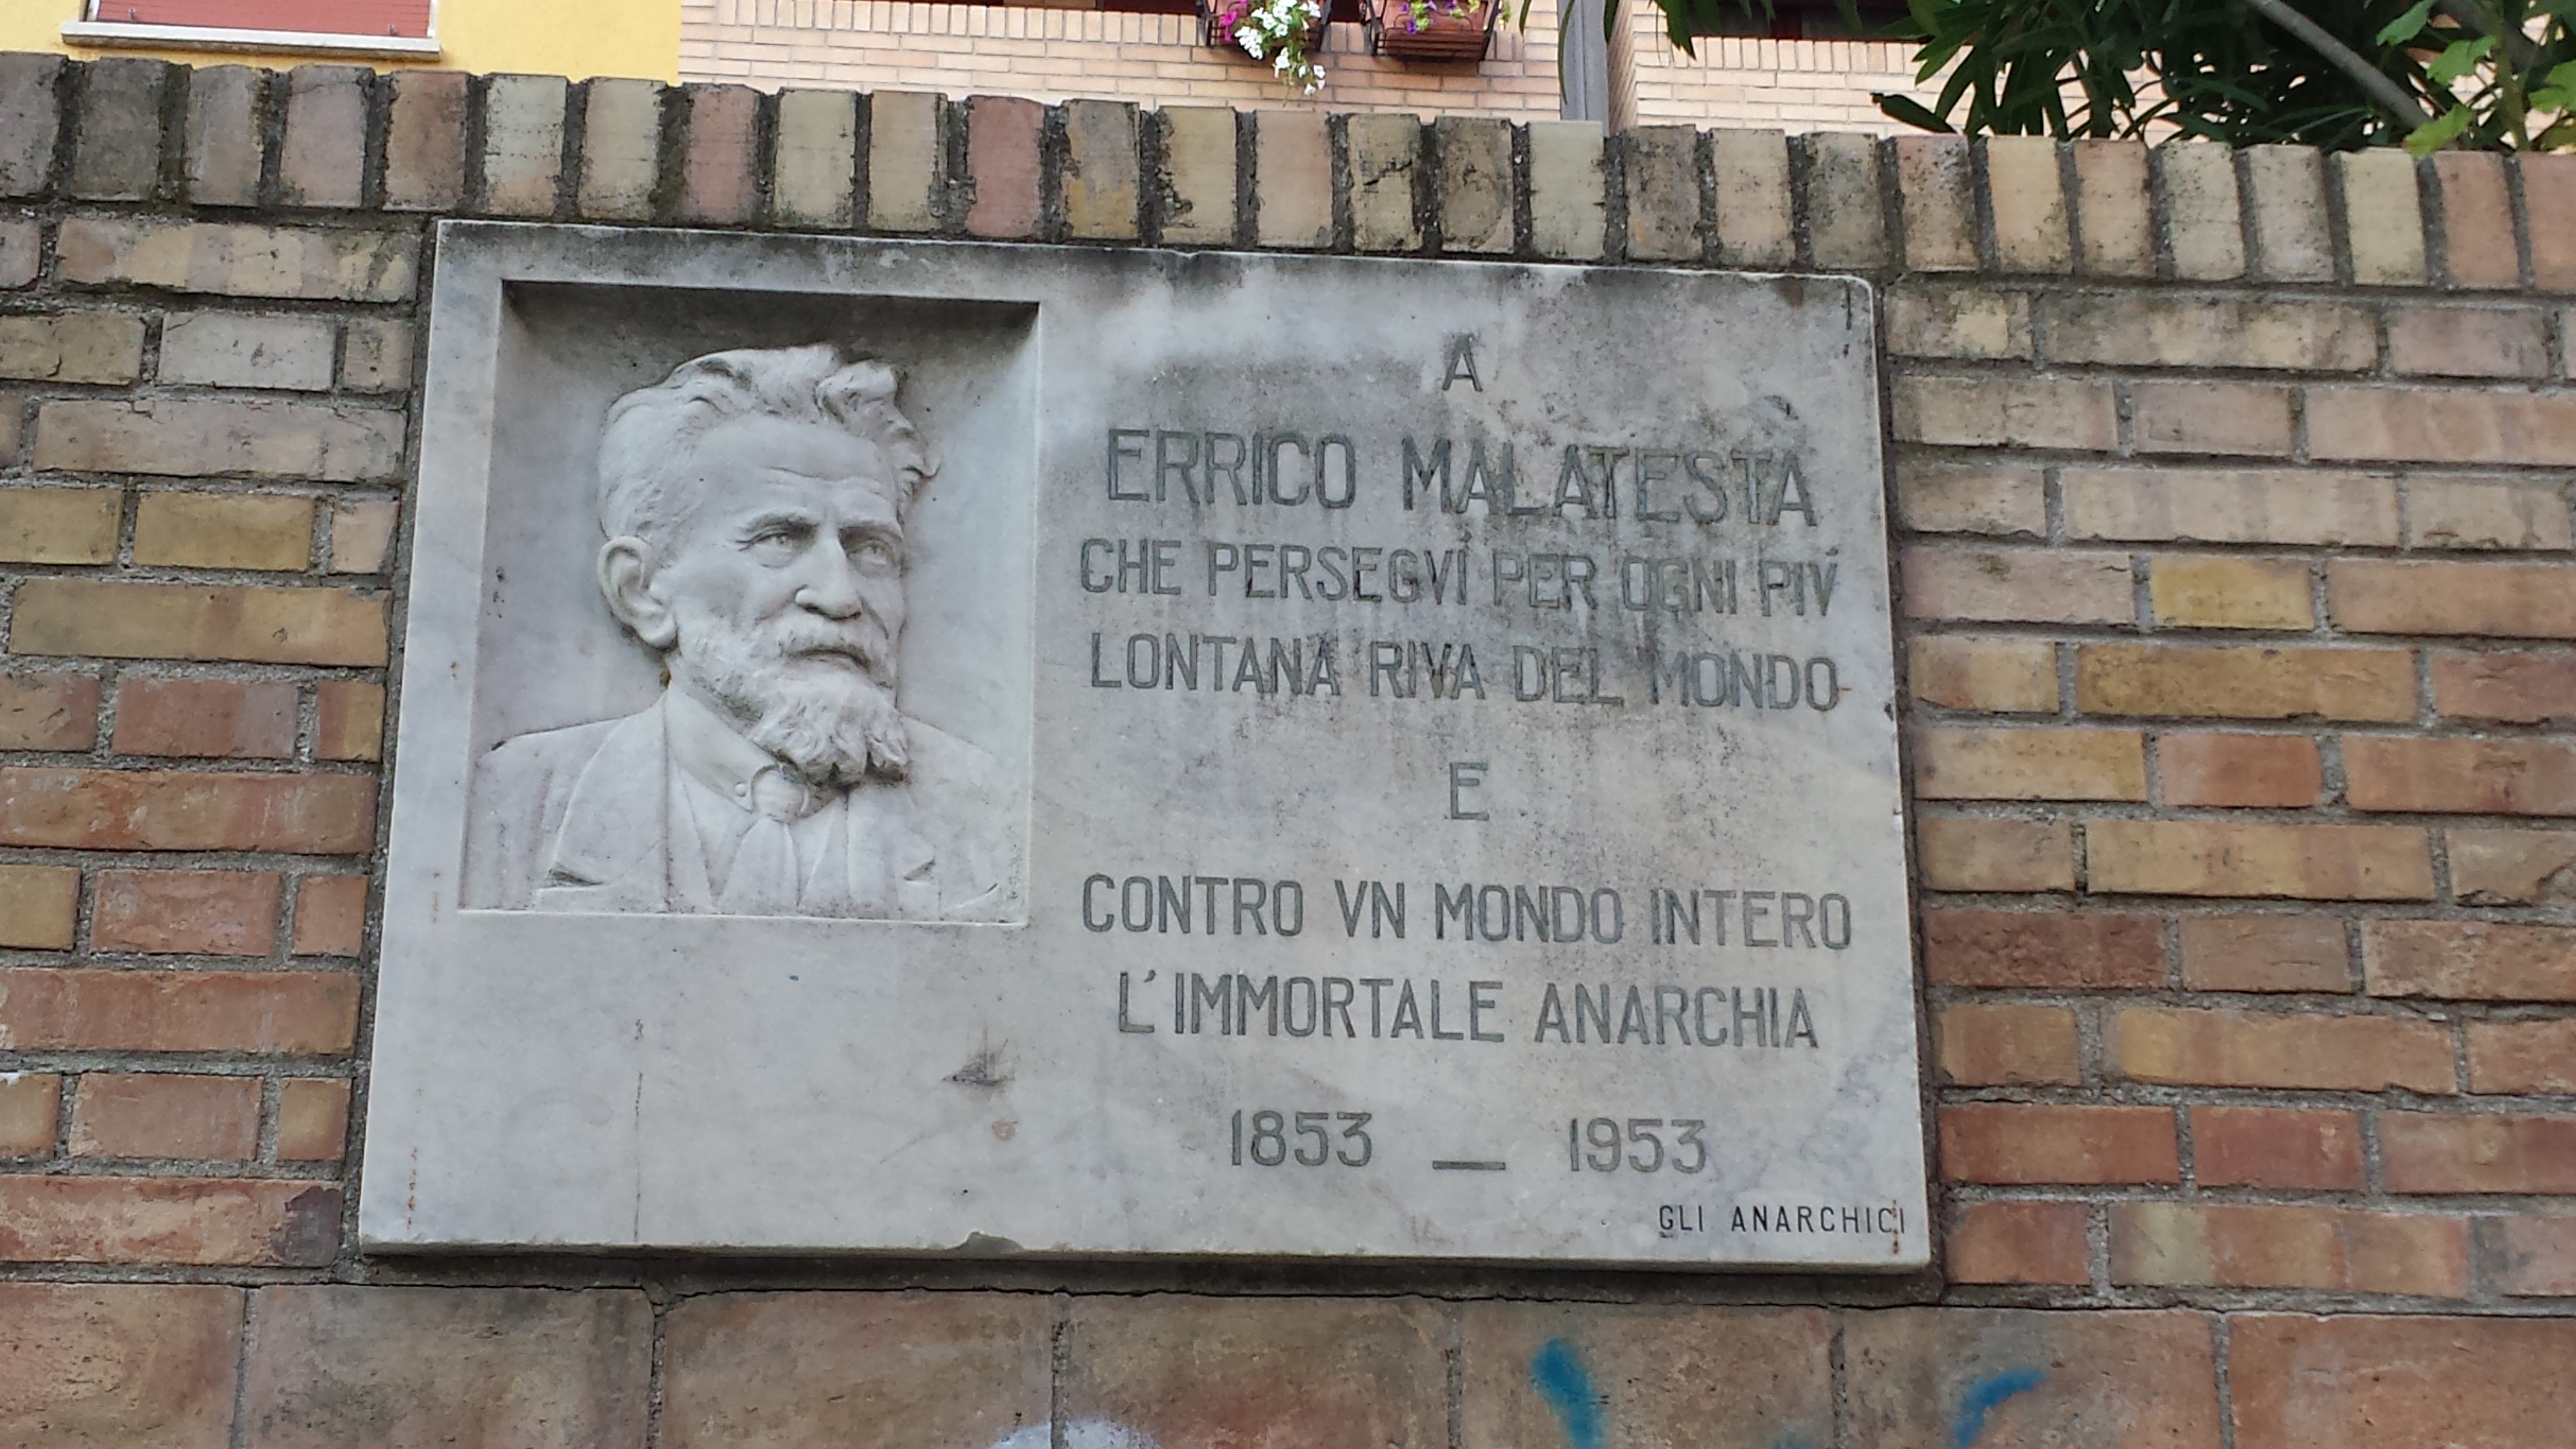 A
ERRICO MALATESTA
CHE PERSEGVÌ PER OGNI PIV'
LONTANA RIVA DEL MONDO
E
CONTRO VN MONDO INTERO
L'IMMORTALE ANARCHIA
1853 _ 1953
GLI ANARCHICI